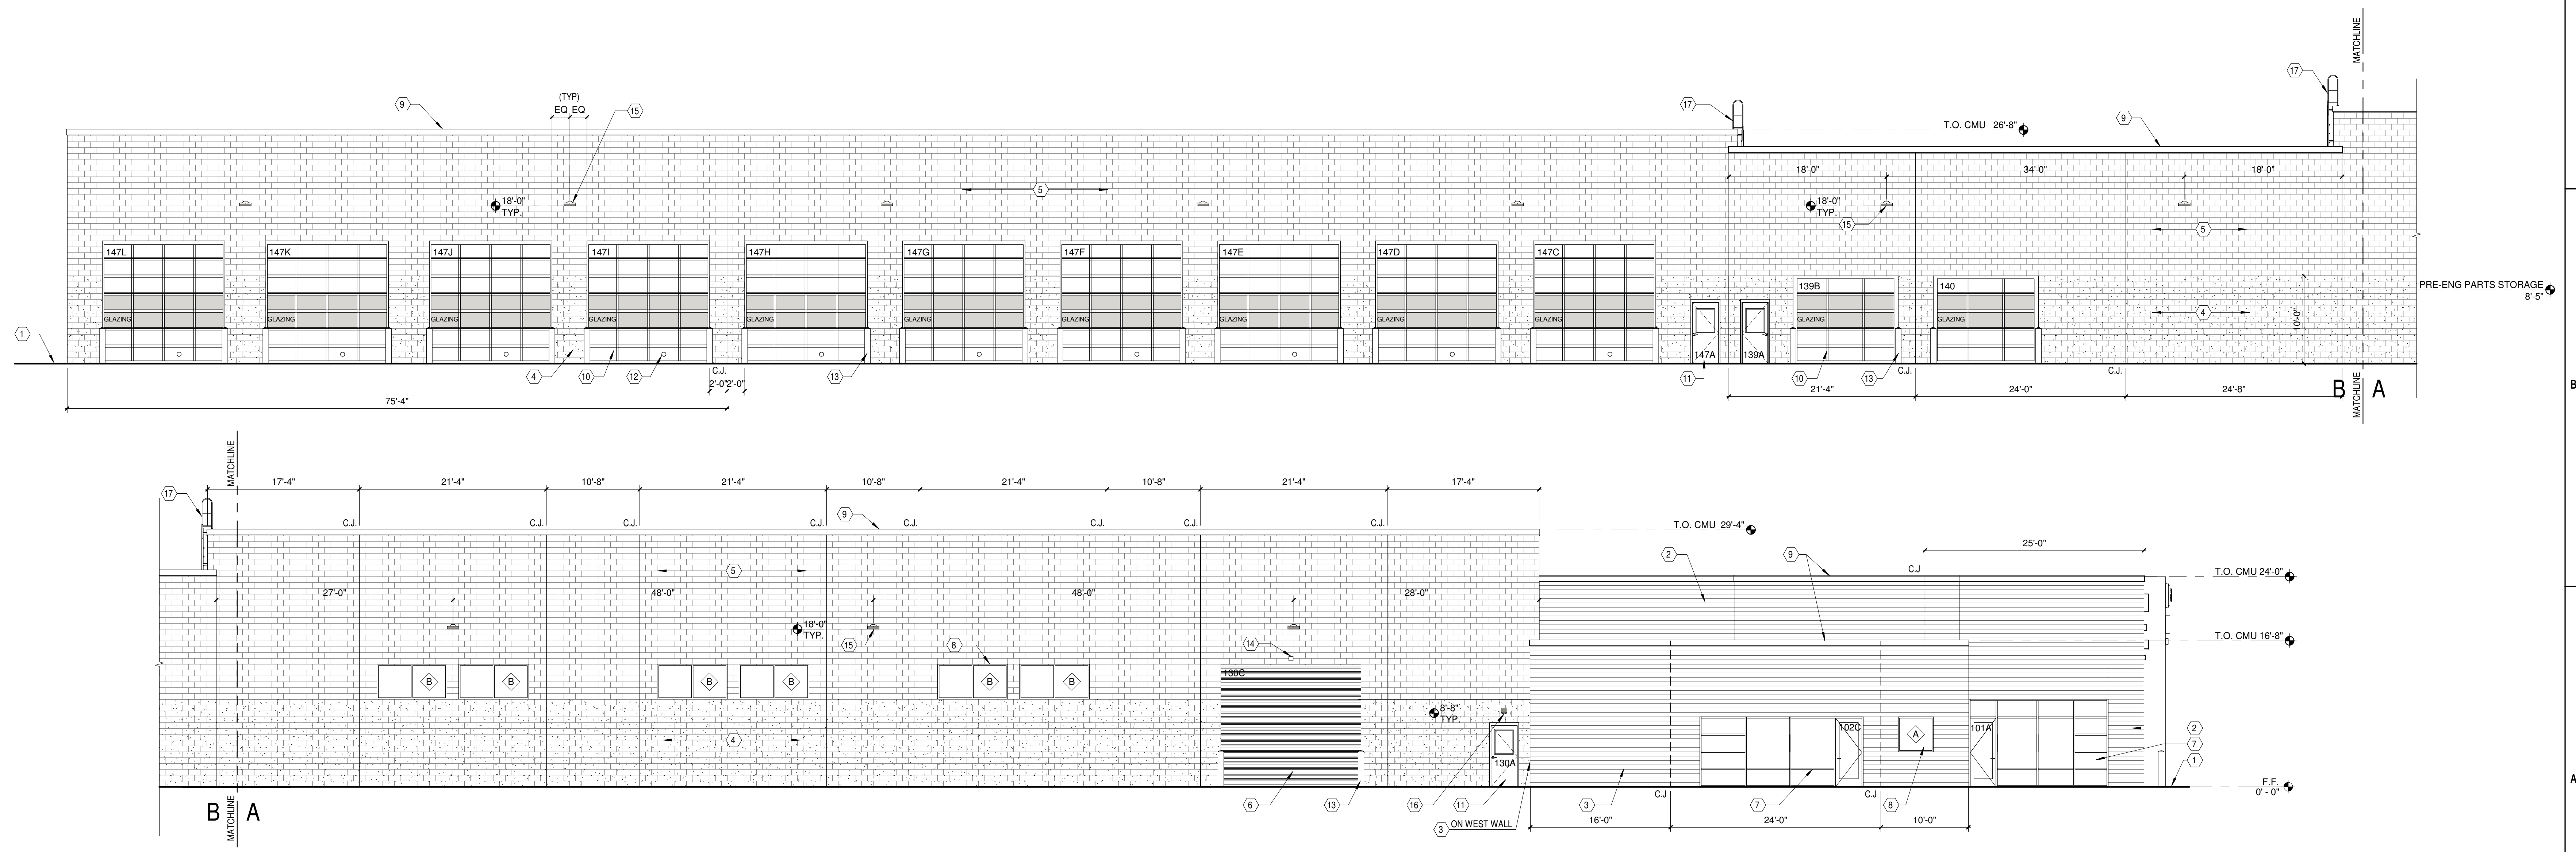 MATCHLINE
17
9
(TYP)
EQ EQ
15
17
T.O. CMU 26'-8"
9
18'-0"
34'-0"
18'-0"
5
18'-0"
TYP.
18'-0"
TYP.
15
5
147L
147K
147J
147I
147H
147G
147F
147E
147D
147C
139B
140
PRE-ENG PARTS STORAGE
8'-5"
GLAZING
GLAZING
GLAZING
GLAZING
GLAZING
GLAZING
GLAZING
GLAZING
GLAZING
GLAZING
GLAZING
GLAZING
4
10'-0"
1
147A
139A
4
10
12
C.J.
13
11
10
13
C.J.
C.J.
2'-0"
2'-0"
75'-4"
21'-4"
24'-0"
24'-8"
B
A
MATCHLINE
B
A
MATCHLINE
17
17'-4"
21'-4"
10'-8"
21'-4"
10'-8"
21'-4"
10'-8"
21'-4"
17'-4"
C.J.
C.J.
C.J.
C.J.
C.J.
C.J.
C.J.
C.J.
9
T.O. CMU 29'-4"
5
2
9
25'-0"
C.J
T.O. CMU 24'-0"
27'-0"
48'-0"
48'-0"
28'-0"
18'-0"
TYP.
15
8
14
T.O. CMU 16'-8"
B
B
B
B
B
B
130C
8'-8"
TYP.
4
102C
A
101A
2
7
1
130A
F.F.
0' - 0"
6
13
16
11
3
C.J
7
C.J
8
B
A
MATCHLINE
3
ON WEST WALL
16'-0"
24'-0"
10'-0"